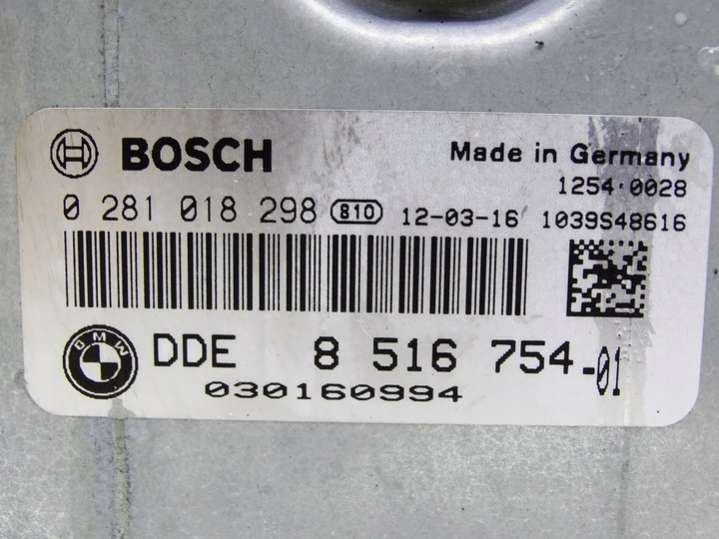 BOSCH
Made in Germany
1254·0028
0 281 018 298 810 12-03-16 1039S48616
BMW DDE 8 516 754-01
030160994